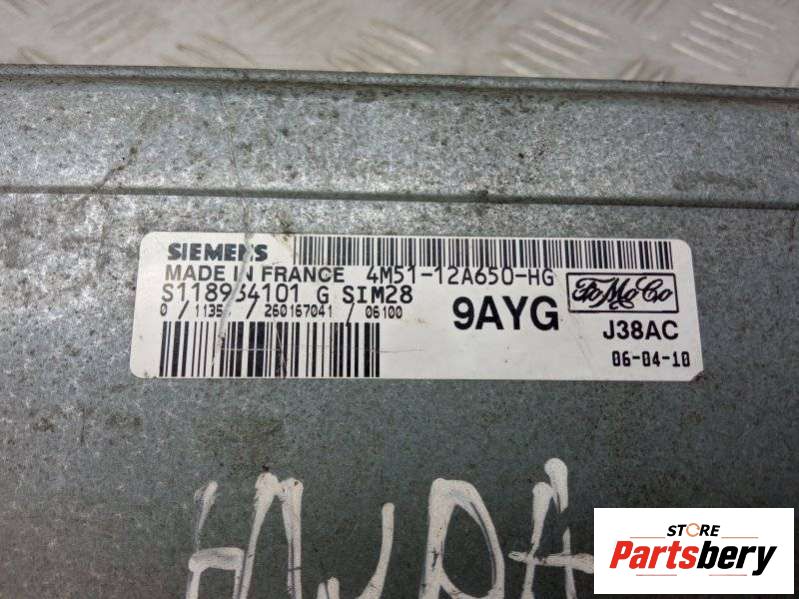 SIEMENS
MADE IN FRANCE 4M51-12A650-HG
S118934101 G SIM28
0 / 1135 / 260167041 / 06100
9AYG
FoMoCo
J38AC
06-04-10
HWDA
STORE
Partsbery